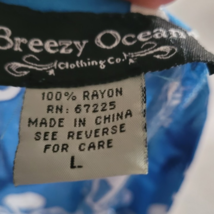 Breezy Ocean
Clothing Co.
100% RAYON
RN: 67225
MADE IN CHINA
SEE REVERSE
FOR CARE
L